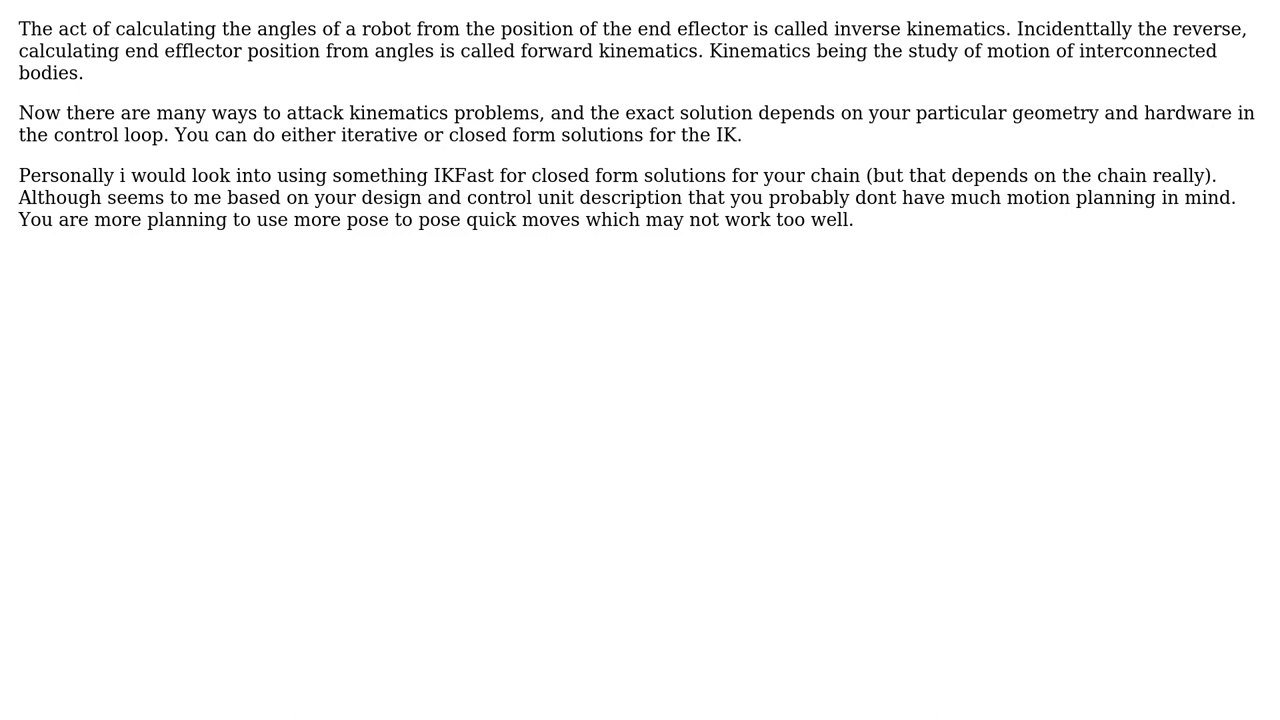 The act of calculating the angles of a robot from the position of the end eflector is called inverse kinematics. Incidenttally the reverse,
calculating end efflector position from angles is called forward kinematics. Kinematics being the study of motion of interconnected
bodies.
Now there are many ways to attack kinematics problems, and the exact solution depends on your particular geometry and hardware in
the control loop. You can do either iterative or closed form solutions for the IK.
Personally i would look into using something IKFast for closed form solutions for your chain (but that depends on the chain really).
Although seems to me based on your design and control unit description that you probably dont have much motion planning in mind.
You are more planning to use more pose to pose quick moves which may not work too well.